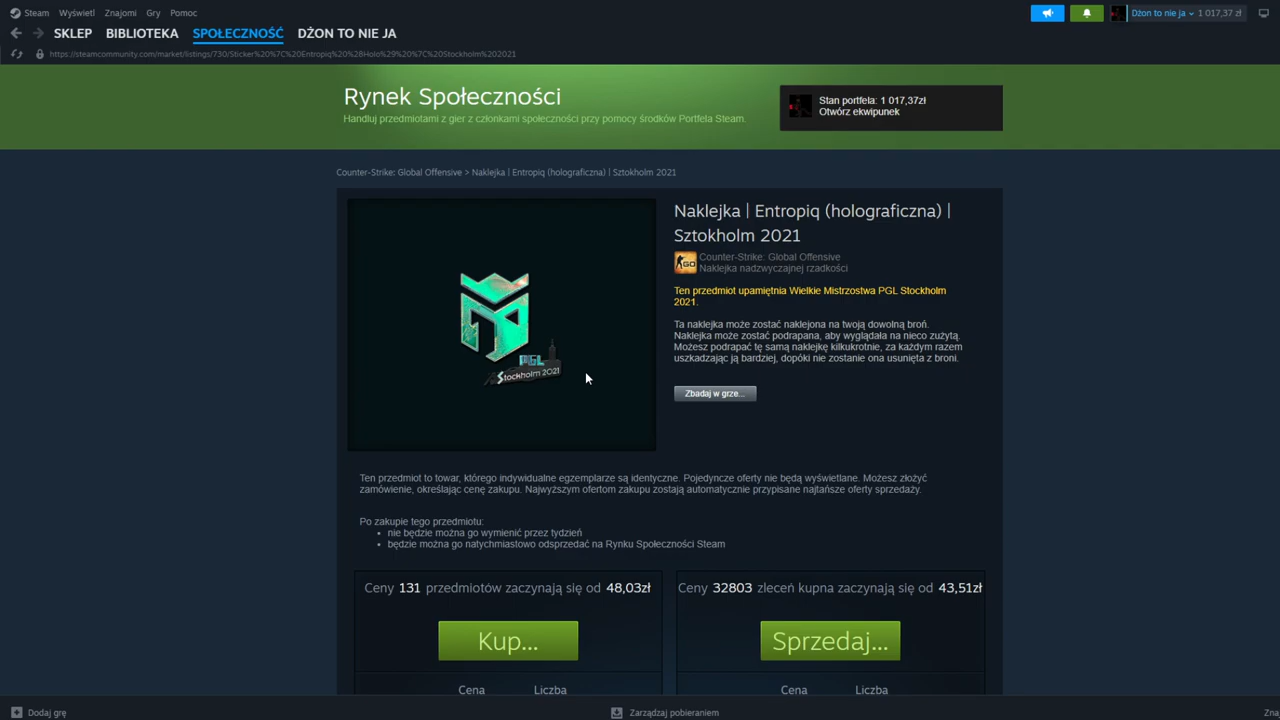 Steam Wyświetl Znajomi Gry Pomoc
Dżon to nie ja 1 017,37 zł
SKLEP BIBLIOTEKA SPOŁECZNOŚĆ DŻON TO NIE JA
https://steamcommunity.com/market/listings/730/Sticker%20%7C%20Entropiq%20%28Holo%29%20%7C%20Stockholm%202021
Rynek Społeczności
Handluj przedmiotami z gier z członkami społeczności przy pomocy środków Portfela Steam.
Stan portfela: 1 017,37zł
Otwórz ekwipunek
Counter-Strike: Global Offensive > Naklejka | Entropiq (holograficzna) | Sztokholm 2021
PGL
Stockholm 2021
Naklejka | Entropiq (holograficzna) |
Sztokholm 2021
GO
Counter-Strike: Global Offensive
Naklejka nadzwyczajnej rzadkości
Ten przedmiot upamiętnia Wielkie Mistrzostwa PGL Stockholm
2021.
Ta naklejka może zostać naklejona na twoją dowolną broń.
Naklejka może zostać podrapana, aby wyglądała na nieco zużytą.
Możesz podrapać tę samą naklejkę kilkukrotnie, za każdym razem
uszkadzając ją bardziej, dopóki nie zostanie ona usunięta z broni.
Zbadaj w grze...
Ten przedmiot to towar, którego indywidualne egzemplarze są identyczne. Pojedyncze oferty nie będą wyświetlane. Możesz złożyć
zamówienie, określając cenę zakupu. Najwyższym ofertom zakupu zostają automatycznie przypisane najtańsze oferty sprzedaży.
Po zakupie tego przedmiotu:
• nie będzie można go wymienić przez tydzień
• będzie można go natychmiastowo odsprzedać na Rynku Społeczności Steam
Ceny 131 przedmiotów zaczynają się od 48,03zł
Kup...
Cena Liczba
Ceny 32803 zleceń kupna zaczynają się od 43,51zł
Sprzedaj...
Cena Liczba
Dodaj grę
Zarządzaj pobieraniem
Zna